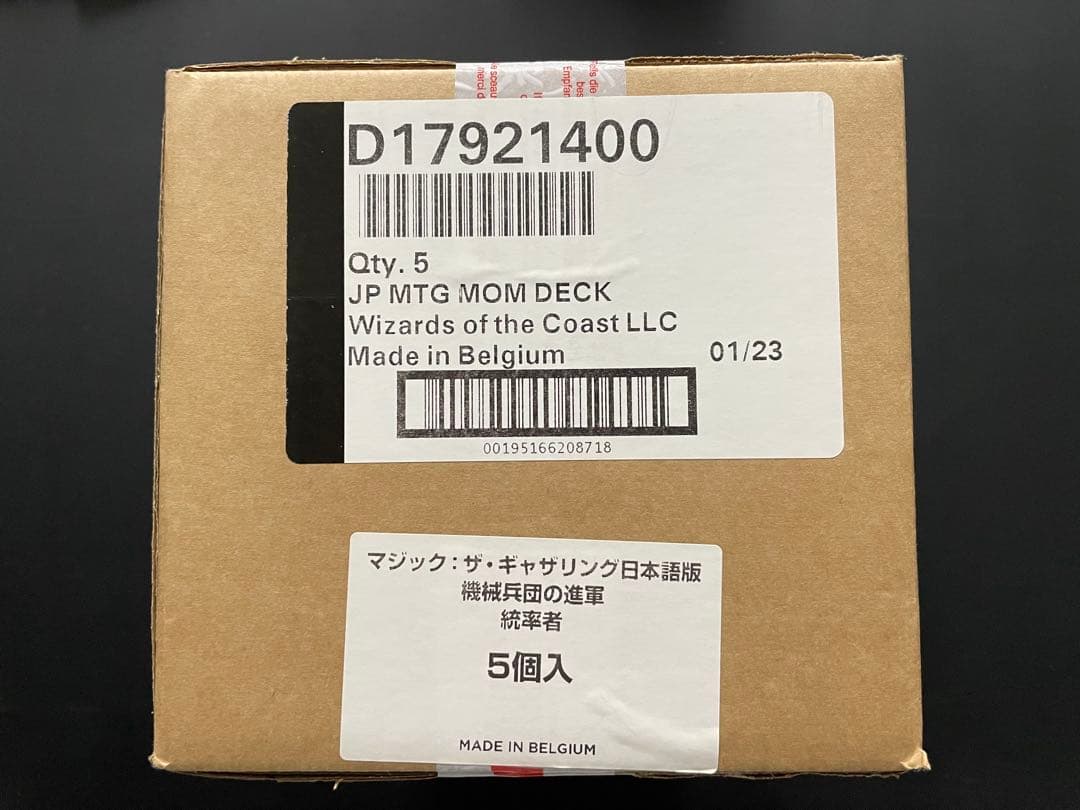 D17921400
Qty. 5
JP MTG MOM DECK
Wizards of the Coast LLC
Made in Belgium 01/23
00195166208718
マジック：ザ・ギャザリング日本語版
機械兵団の進軍
統率者
5個入
MADE IN BELGIUM